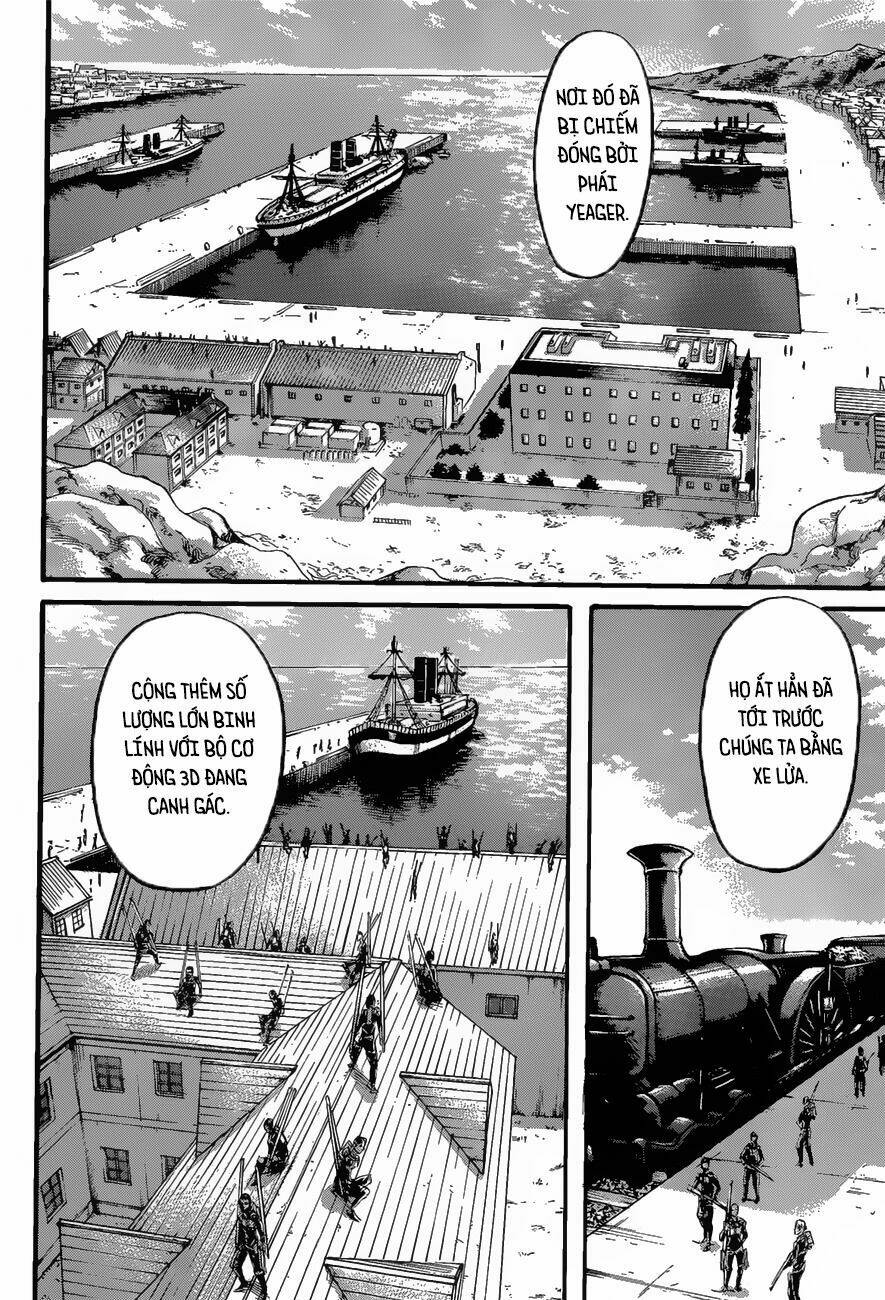 NƠI ĐÓ ĐÃ
BỊ CHIẾM
ĐÓNG BỞI
PHÁI
YEAGER.
HỌ ẮT HẲN ĐÃ
TỚI TRƯỚC
CHÚNG TA BẰNG
XE LỬA.
CỘNG THÊM SỐ
LƯỢNG LỚN BINH
LÍNH VỚI BỘ CƠ
ĐỘNG 3D ĐANG
CANH GÁC.